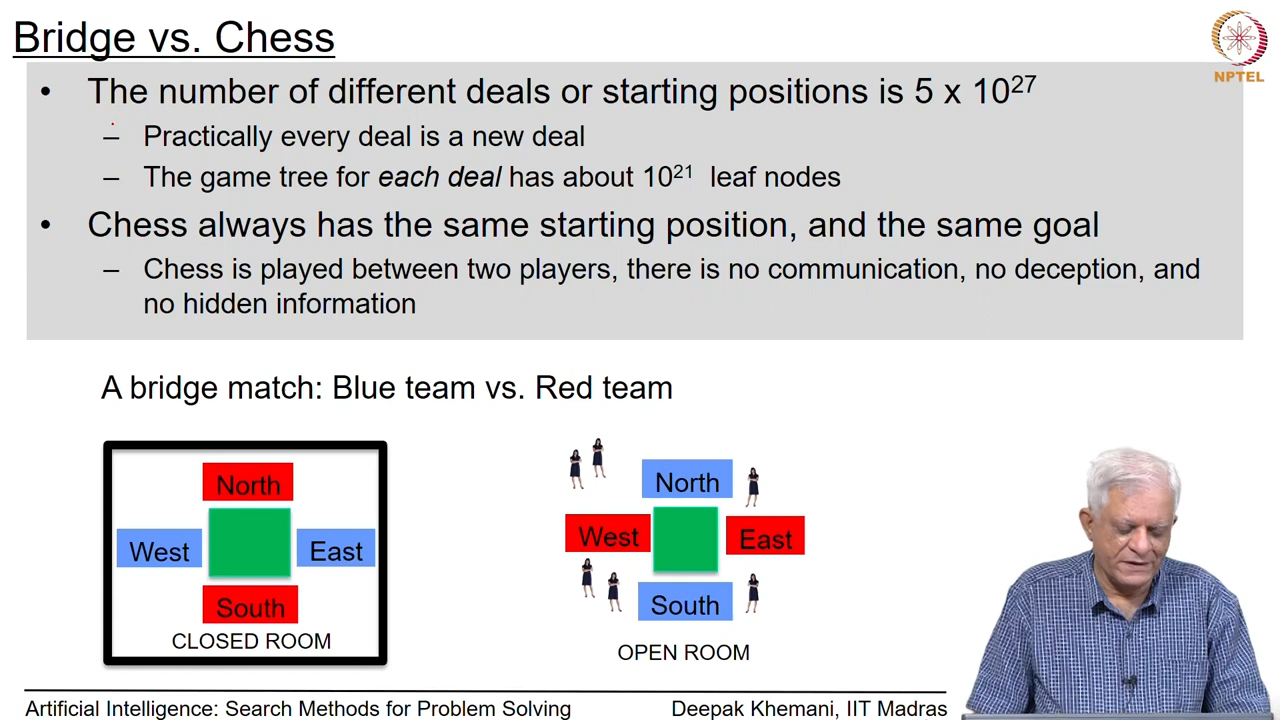 Bridge vs. Chess
NPTEL
• The number of different deals or starting positions is 5 x 10²⁷
– Practically every deal is a new deal
– The game tree for each deal has about 10²¹ leaf nodes
• Chess always has the same starting position, and the same goal
– Chess is played between two players, there is no communication, no deception, and
no hidden information
A bridge match: Blue team vs. Red team
North
West
East
South
CLOSED ROOM
North
West
East
South
OPEN ROOM
Artificial Intelligence: Search Methods for Problem Solving
Deepak Khemani, IIT Madras